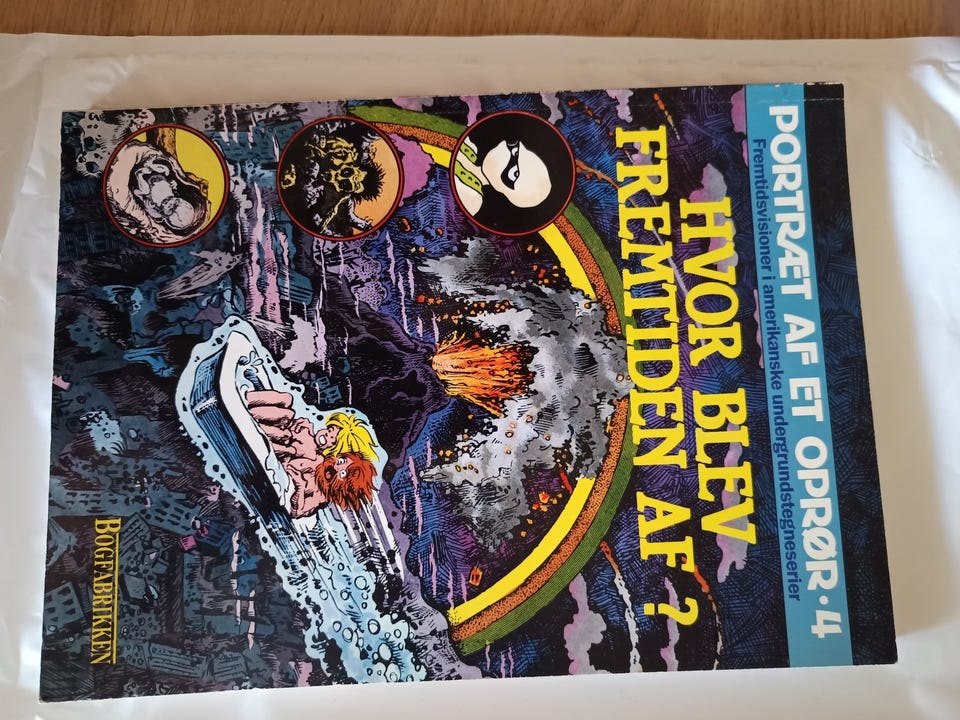 PORTRÆT AF ET OPRØR·4
Fremtidsvisioner i amerikanske undergrundstegneserier
HVOR BLEV
FREMTIDEN AF?
BOGFABRIKKEN